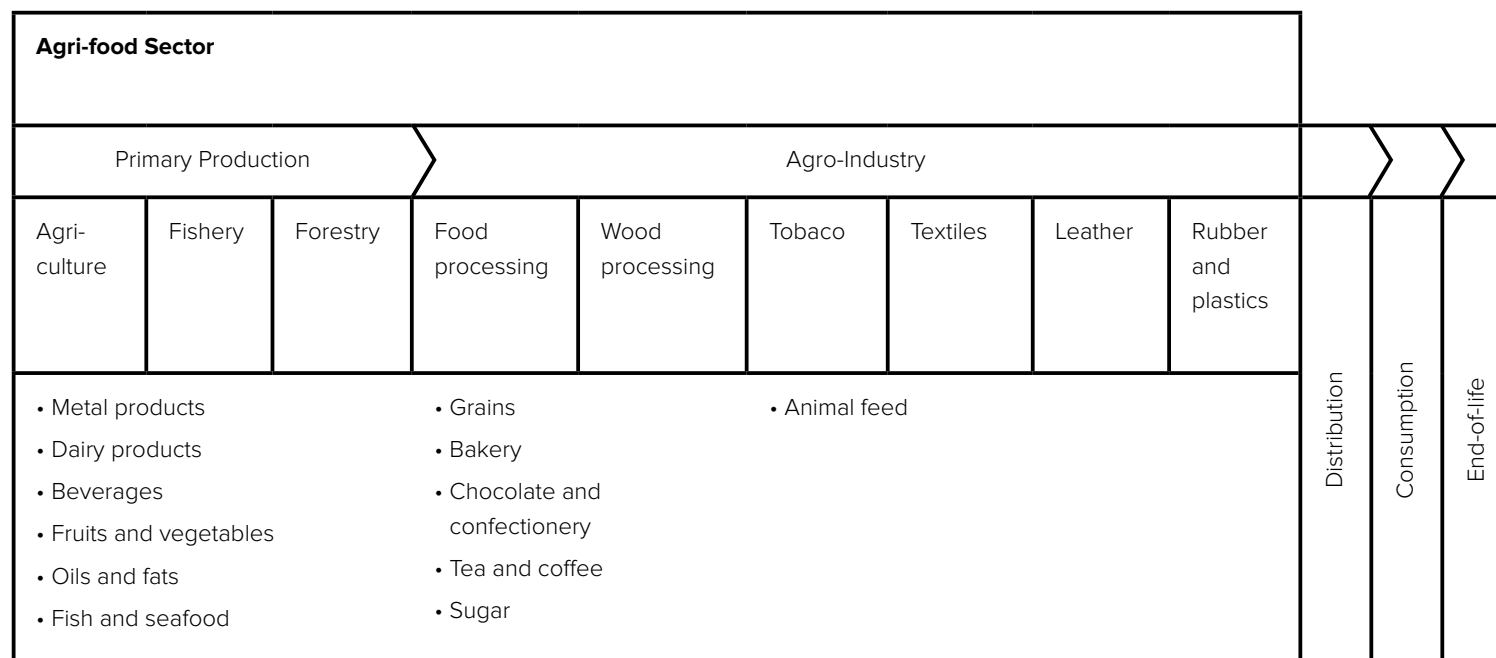 Agri-food Sector
Primary Production
Agro-Industry
Agri-
culture
Fishery
Forestry
Food
processing
Wood
processing
Tobaco
Textiles
Leather
Rubber
and
plastics
• Metal products
• Dairy products
• Beverages
• Fruits and vegetables
• Oils and fats
• Fish and seafood
• Grains
• Bakery
• Chocolate and
confectionery
• Tea and coffee
• Sugar
• Animal feed
Distribution
Consumption
End-of-life